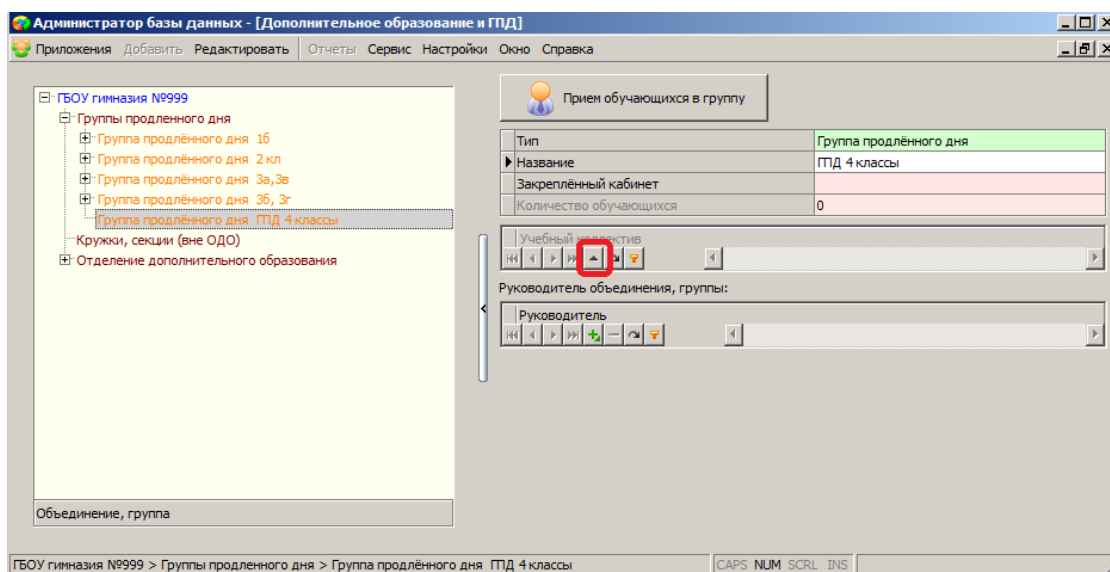 Администратор базы данных - [Дополнительное образование и ГПД]
Приложения Добавить Редактировать Отчеты Сервис Настройки Окно Справка
ГБОУ гимназия №999
Группы продленного дня
Группа продлённого дня 1б
Группа продлённого дня 2 кл
Группа продлённого дня 3а,3в
Группа продлённого дня 3б, 3г
Группа продлённого дня ГПД 4 классы
Кружки, секции (вне ОДО)
Отделение дополнительного образования
Объединение, группа
Прием обучающихся в группу
Тип Группа продлённого дня
Название ГПД 4 классы
Закреплённый кабинет
Количество обучающихся 0
Учебный коллектив
Руководитель объединения, группы:
Руководитель
ГБОУ гимназия №999 > Группы продленного дня > Группа продлённого дня ГПД 4 классы CAPS NUM SCRL INS